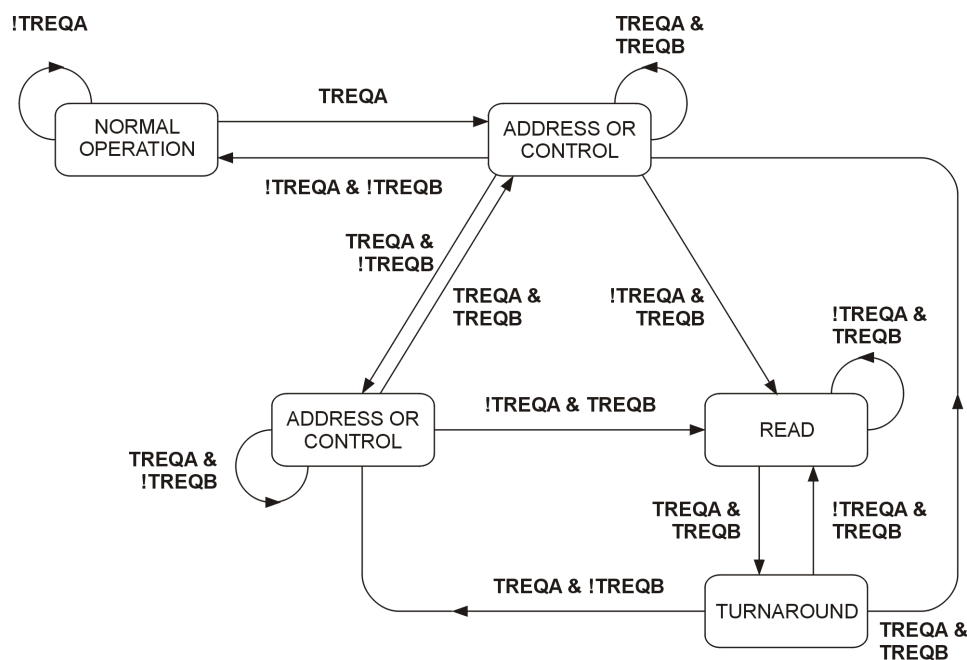 !TREQA
TREQA &
TREQB
TREQA
NORMAL
OPERATION
ADDRESS OR
CONTROL
!TREQA & !TREQB
TREQA &
!TREQB
TREQA &
TREQB
!TREQA &
TREQB
!TREQA &
TREQB
ADDRESS OR
CONTROL
!TREQA & TREQB
READ
TREQA &
!TREQB
TREQA &
TREQB
!TREQA &
TREQB
TREQA & !TREQB
TURNAROUND
TREQA &
TREQB